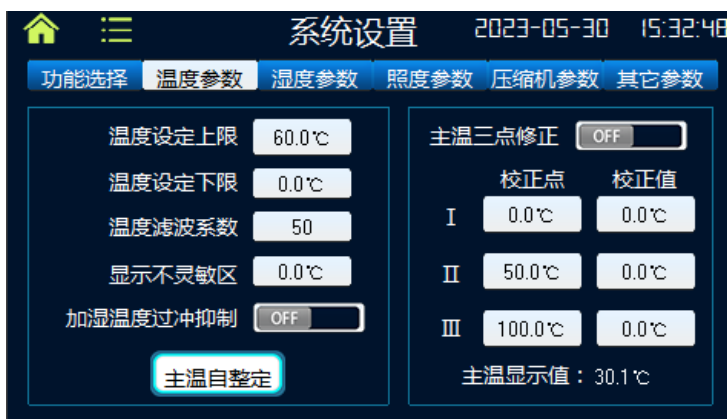 系统设置 2023-05-30 15:32:48
功能选择 温度参数 湿度参数 照度参数 压缩机参数 其它参数
温度设定上限 60.0℃
温度设定下限 0.0℃
温度滤波系数 50
显示不灵敏区 0.0℃
加湿温度过冲抑制 OFF
主温自整定
主温三点修正 OFF
校正点 校正值
I 0.0℃ 0.0℃
II 50.0℃ 0.0℃
III 100.0℃ 0.0℃
主温显示值：30.1℃